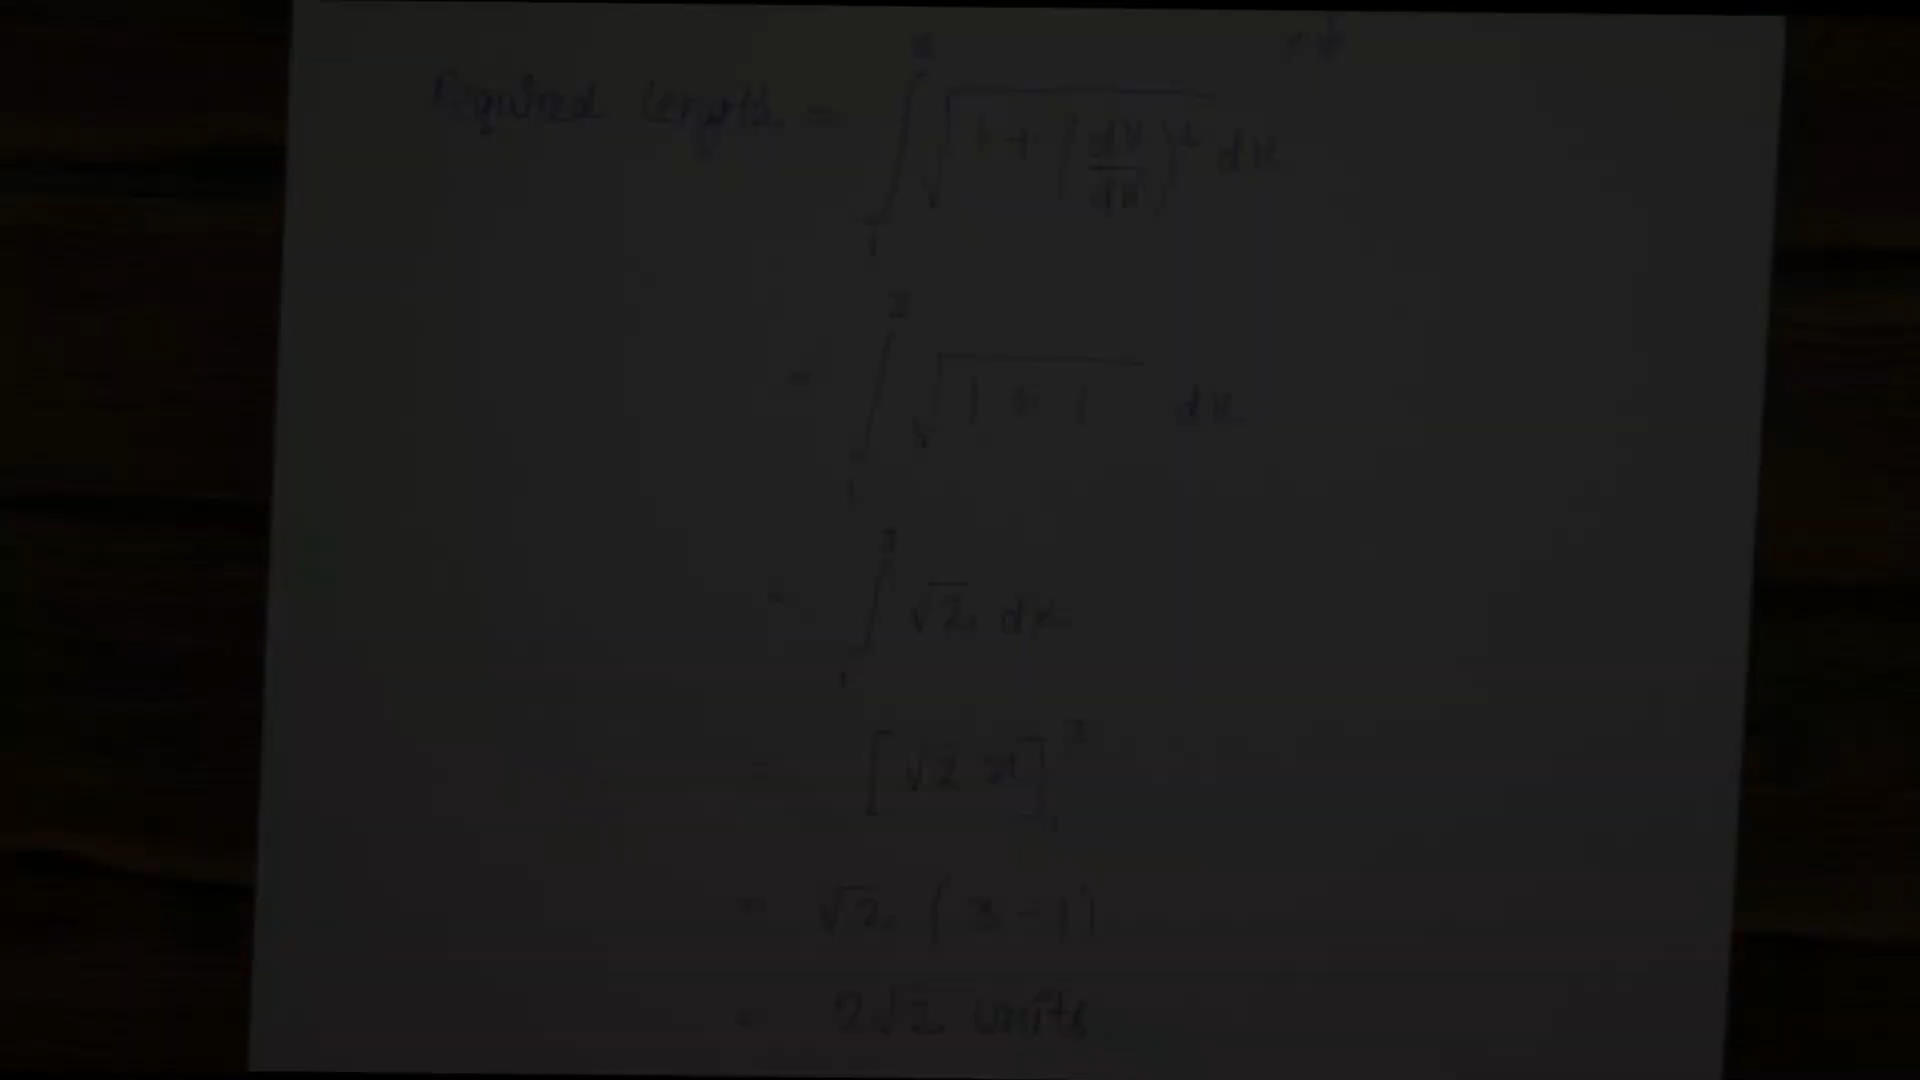 Required length = ∫₁³ √(1 + (dy/dx)²) dx
= ∫₁³ √(1 + 1) dx
= ∫₁³ √2 dx
= [√2 x]₁³
= √2 (3 - 1)
= 2√2 units